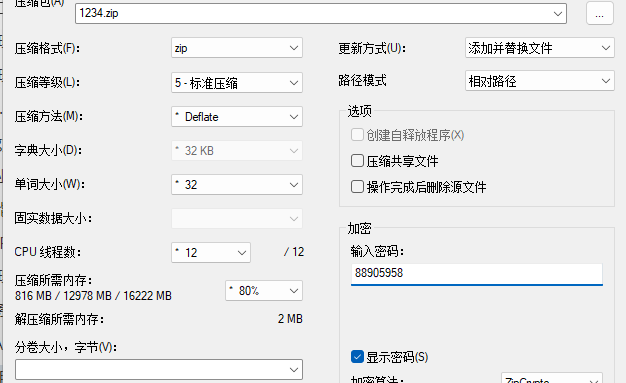 压缩包(A)
1234.zip
...
压缩格式(F):
zip
压缩等级(L):
5 - 标准压缩
压缩方法(M):
* Deflate
字典大小(D):
* 32 KB
单词大小(W):
* 32
固实数据大小:
CPU 线程数:
* 12
/ 12
压缩所需内存:
816 MB / 12978 MB / 16222 MB
* 80%
解压缩所需内存:
2 MB
分卷大小，字节(V):
更新方式(U):
添加并替换文件
路径模式
相对路径
选项
创建自释放程序(X)
压缩共享文件
操作完成后删除源文件
加密
输入密码:
88905958
显示密码(S)
加密算法:
ZipCrypto